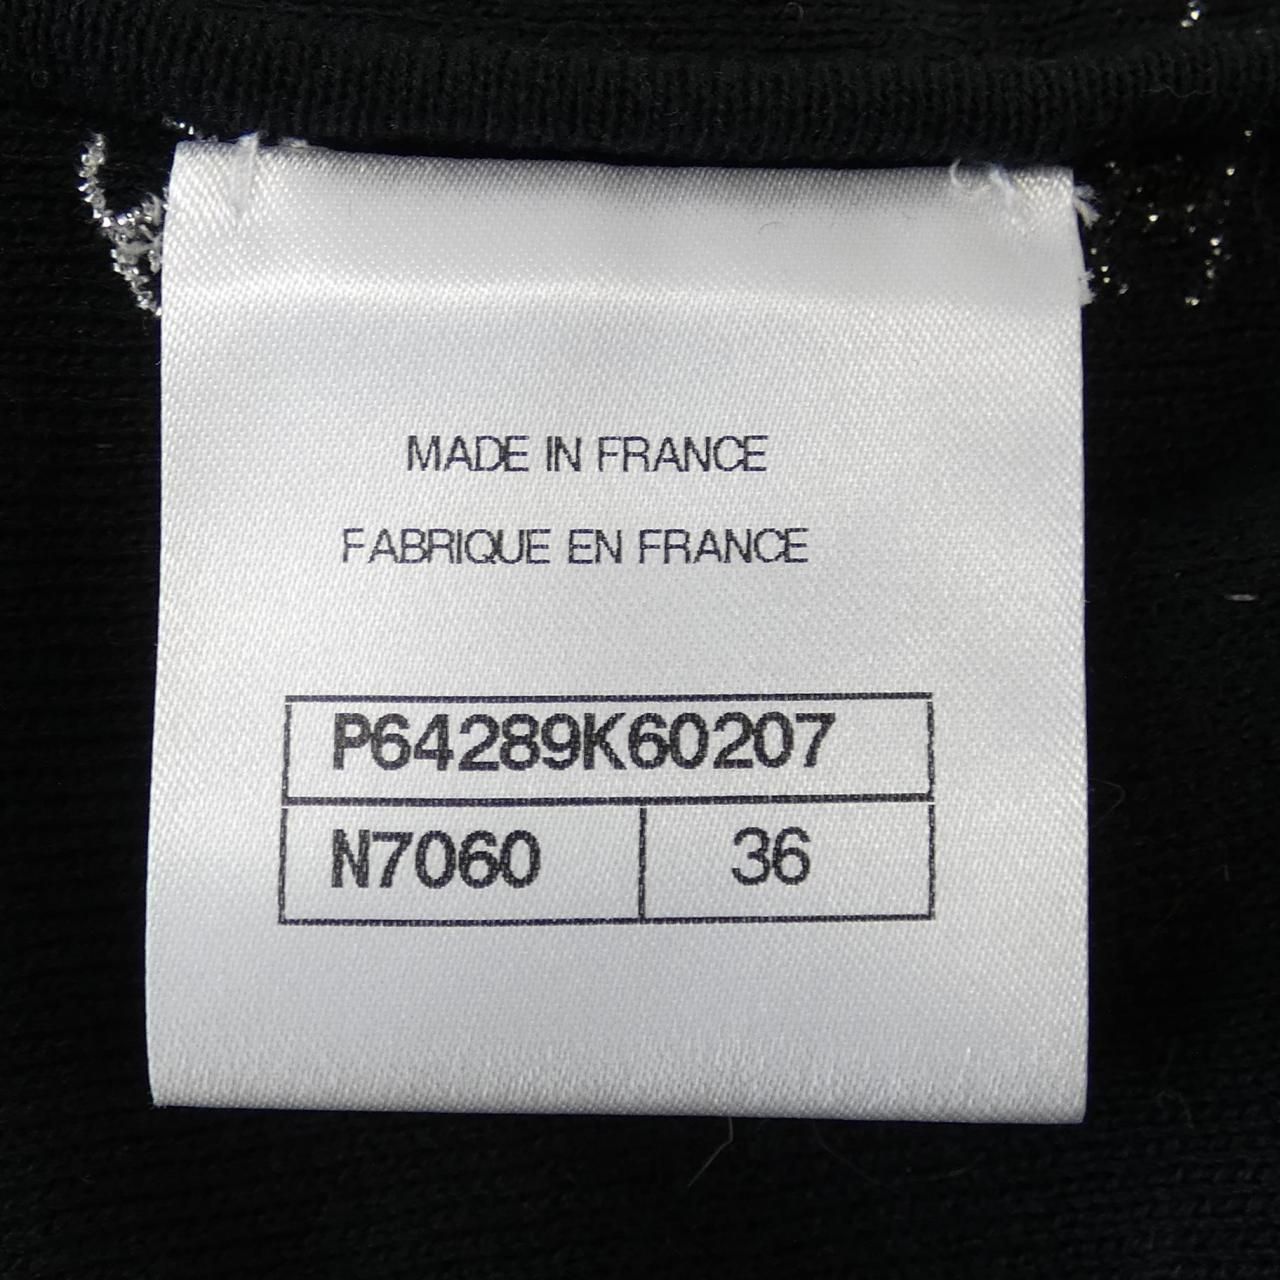 MADE IN FRANCE
FABRIQUE EN FRANCE
P64289K60207
N7060 36